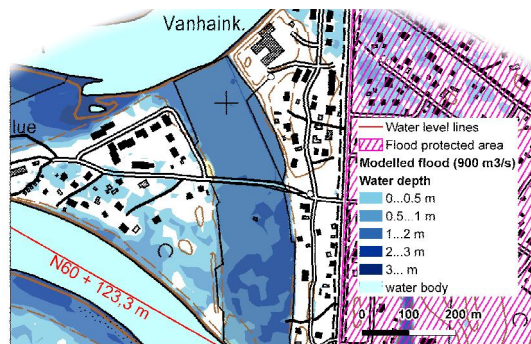 Vanhaink.
lue
N60 + 123,3 m
Water level lines
Flood protected area
Modelled flood (900 m3/s)
Water depth
0...0.5 m
0.5...1 m
1...2 m
2...3 m
3... m
water body
0 100 200 m